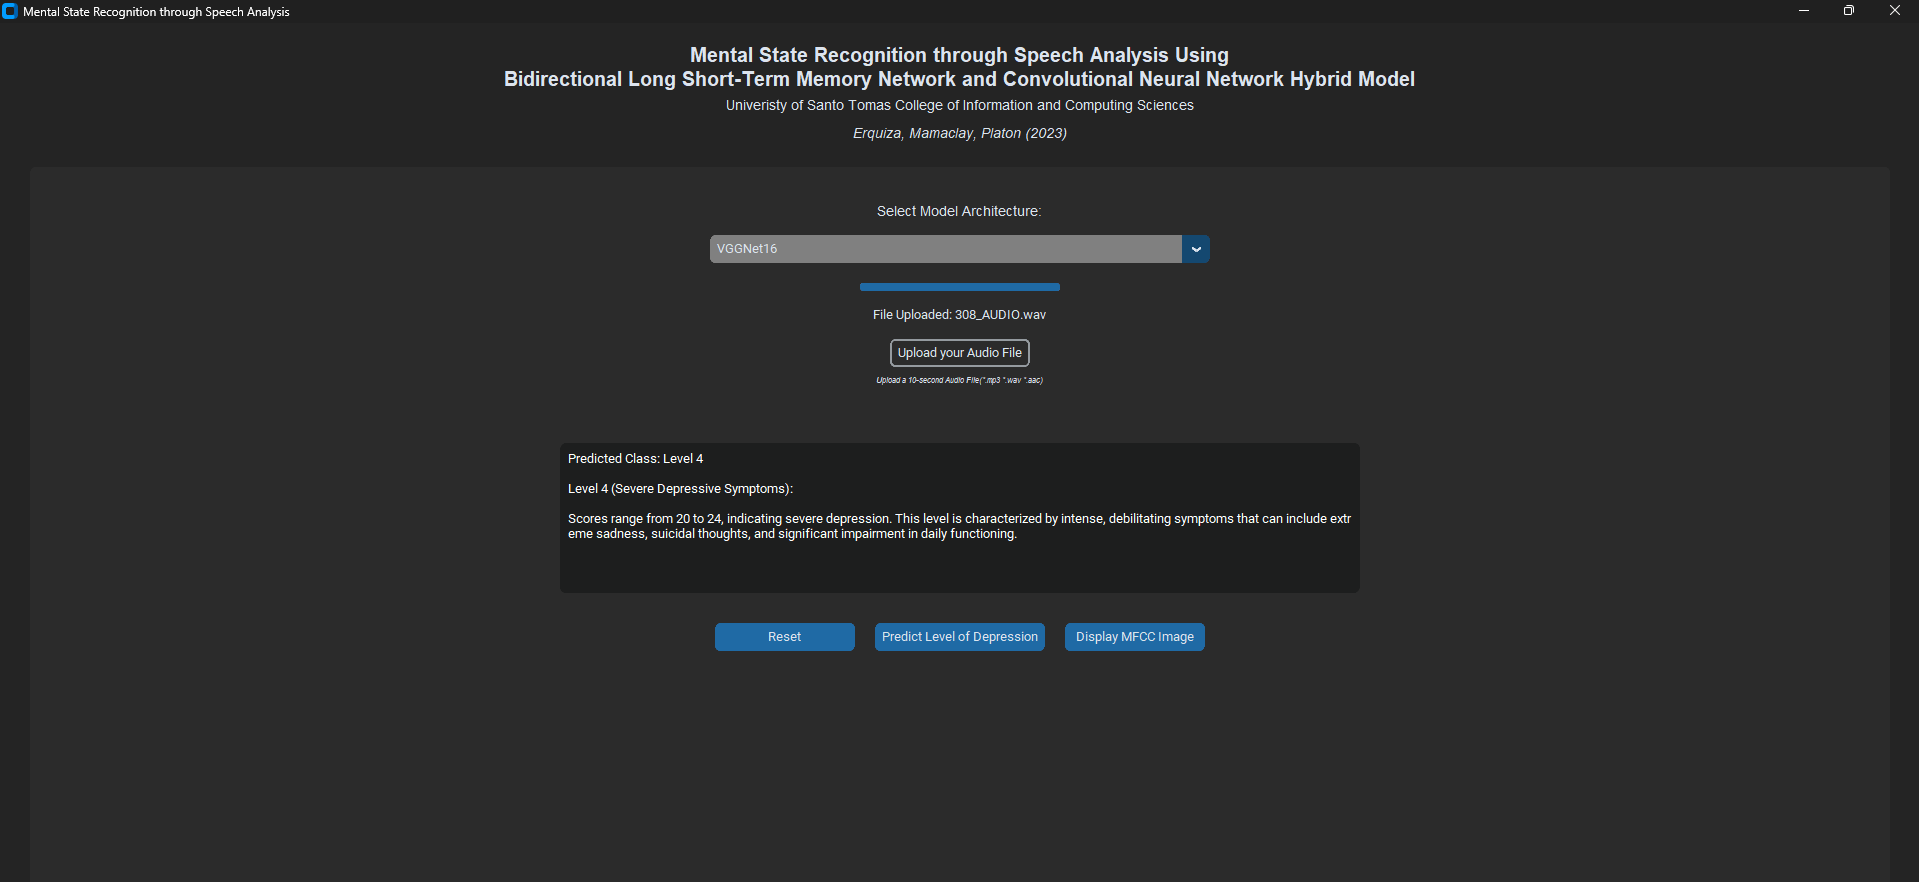 Mental State Recognition through Speech Analysis
Mental State Recognition through Speech Analysis Using
Bidirectional Long Short-Term Memory Network and Convolutional Neural Network Hybrid Model
Univeristy of Santo Tomas College of Information and Computing Sciences
Erquiza, Mamaclay, Platon (2023)
Select Model Architecture:
VGGNet16
File Uploaded: 308_AUDIO.wav
Upload your Audio File
Upload a 10-second Audio File(*.mp3 *.wav *.aac)
Predicted Class: Level 4
Level 4 (Severe Depressive Symptoms):
Scores range from 20 to 24, indicating severe depression. This level is characterized by intense, debilitating symptoms that can include extr
eme sadness, suicidal thoughts, and significant impairment in daily functioning.
Reset
Predict Level of Depression
Display MFCC Image